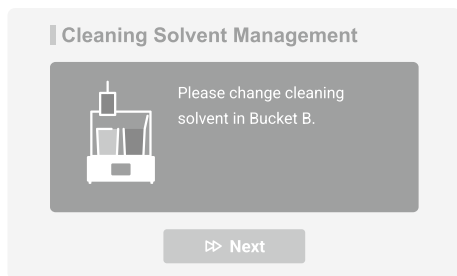 Cleaning Solvent Management
Please change cleaning
solvent in Bucket B.
Next